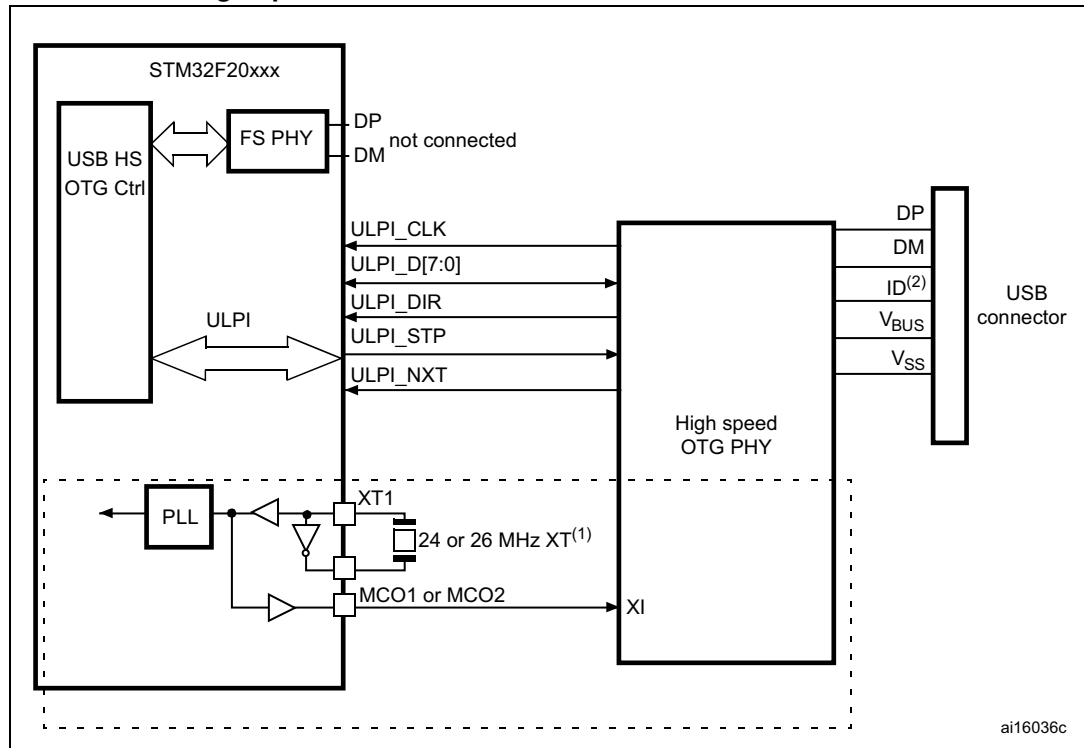 STM32F20xxx
DP
FS PHY
not connected
DM
USB HS
OTG Ctrl
DP
ULPI_CLK
DM
ULPI_D[7:0]
ID(2)
USB
connector
ULPI_DIR
ULPI
VBUS
ULPI_STP
VSS
ULPI_NXT
High speed
OTG PHY
XT1
PLL
24 or 26 MHz XT(1)
MCO1 or MCO2
XI
ai16036c